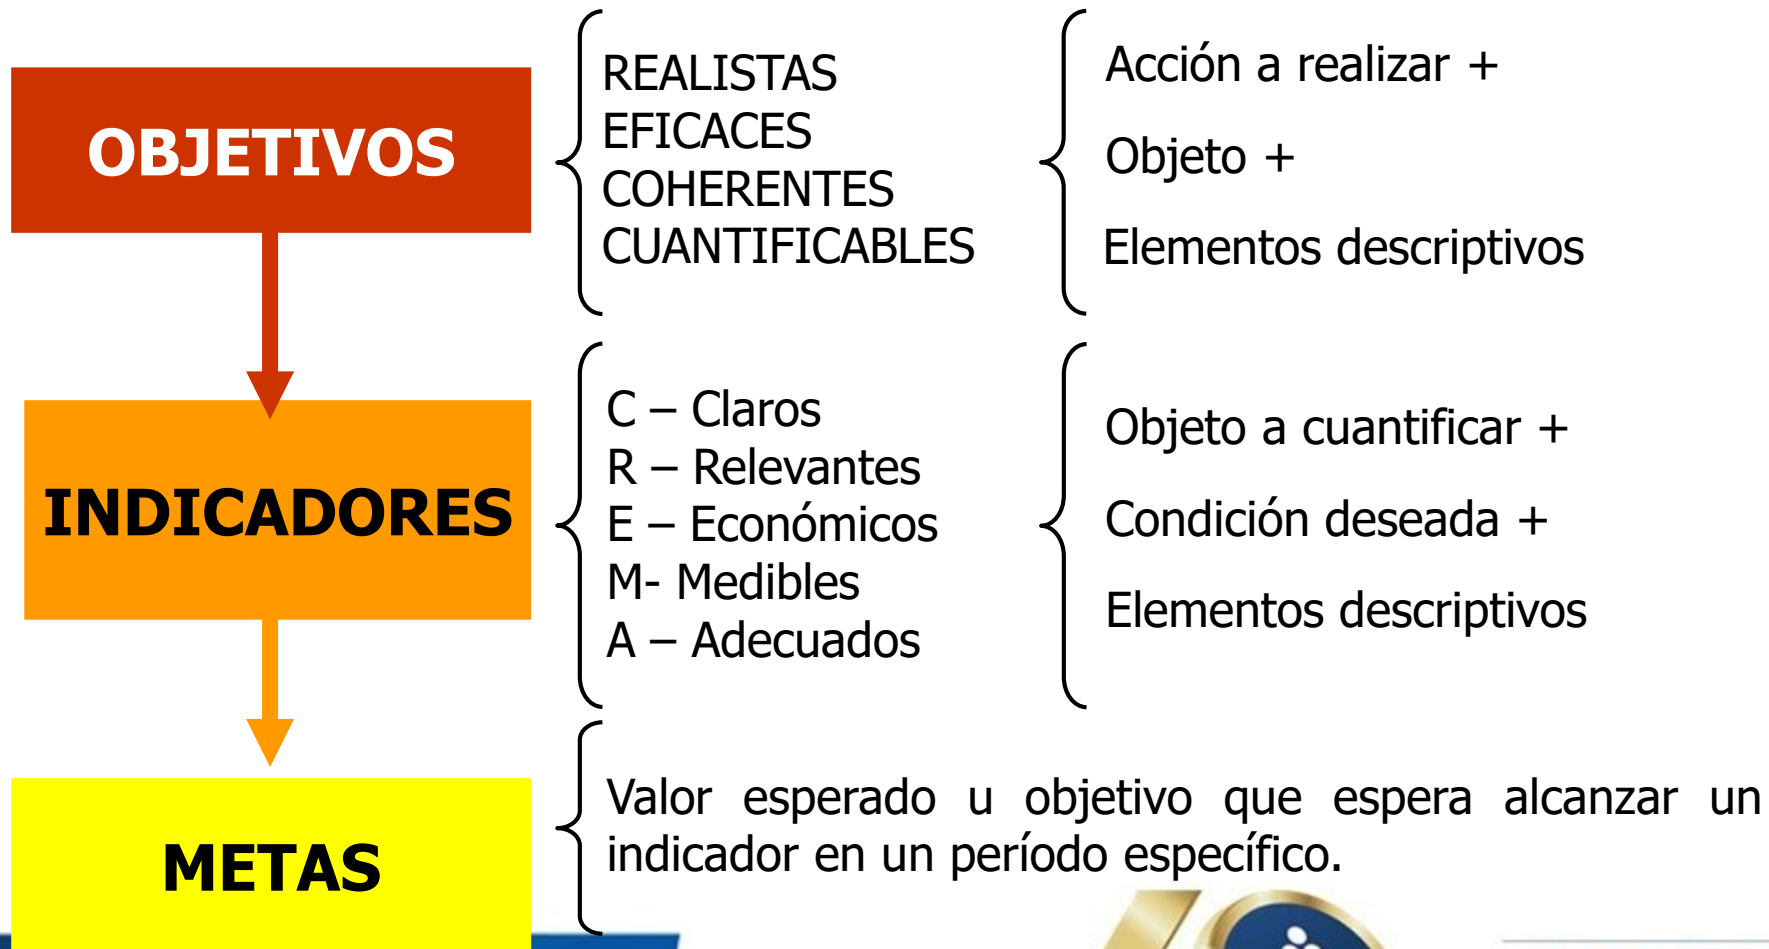 OBJETIVOS
REALISTAS
EFICACES
COHERENTES
CUANTIFICABLES
Acción a realizar +
Objeto +
Elementos descriptivos
INDICADORES
C – Claros
R – Relevantes
E – Económicos
M- Medibles
A – Adecuados
Objeto a cuantificar +
Condición deseada +
Elementos descriptivos
METAS
Valor esperado u objetivo que espera alcanzar un
indicador en un período específico.